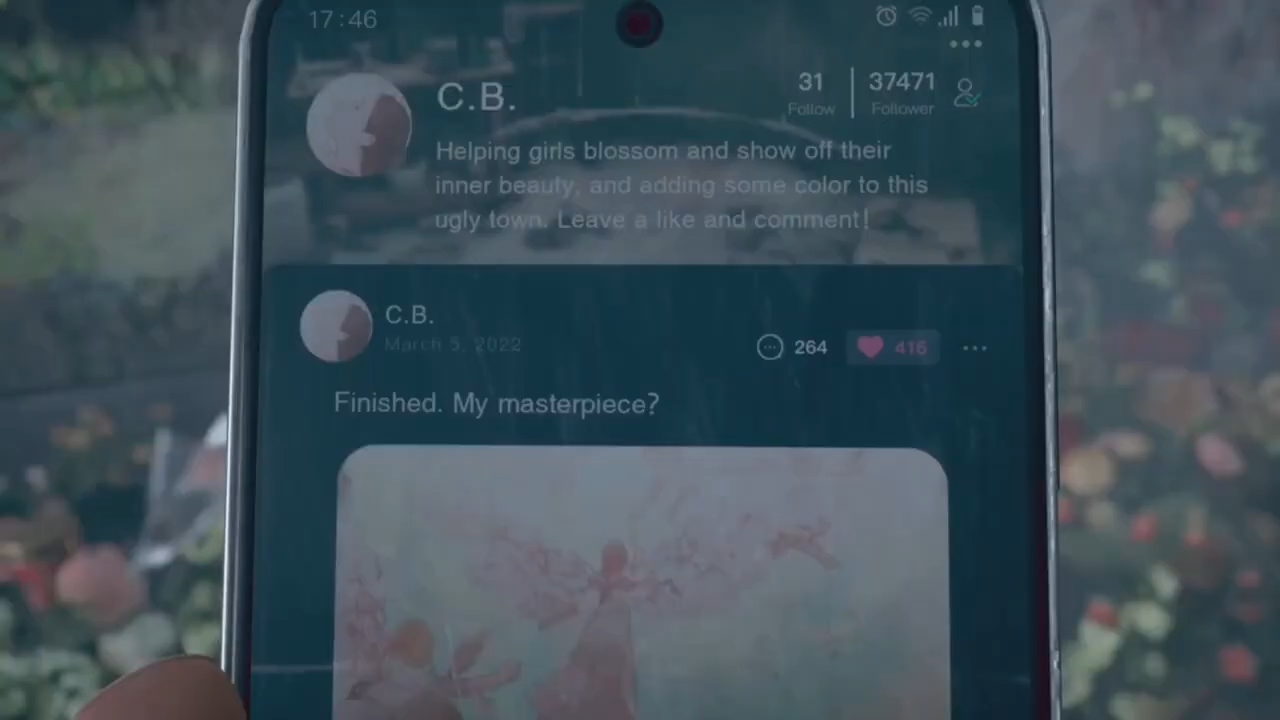 17:46
C.B.
31
37471
Follow
Follower
Helping girls blossom and show off their
inner beauty, and adding some color to this
ugly town. Leave a like and comment!
C.B.
March 5, 2022
264
416
Finished. My masterpiece?